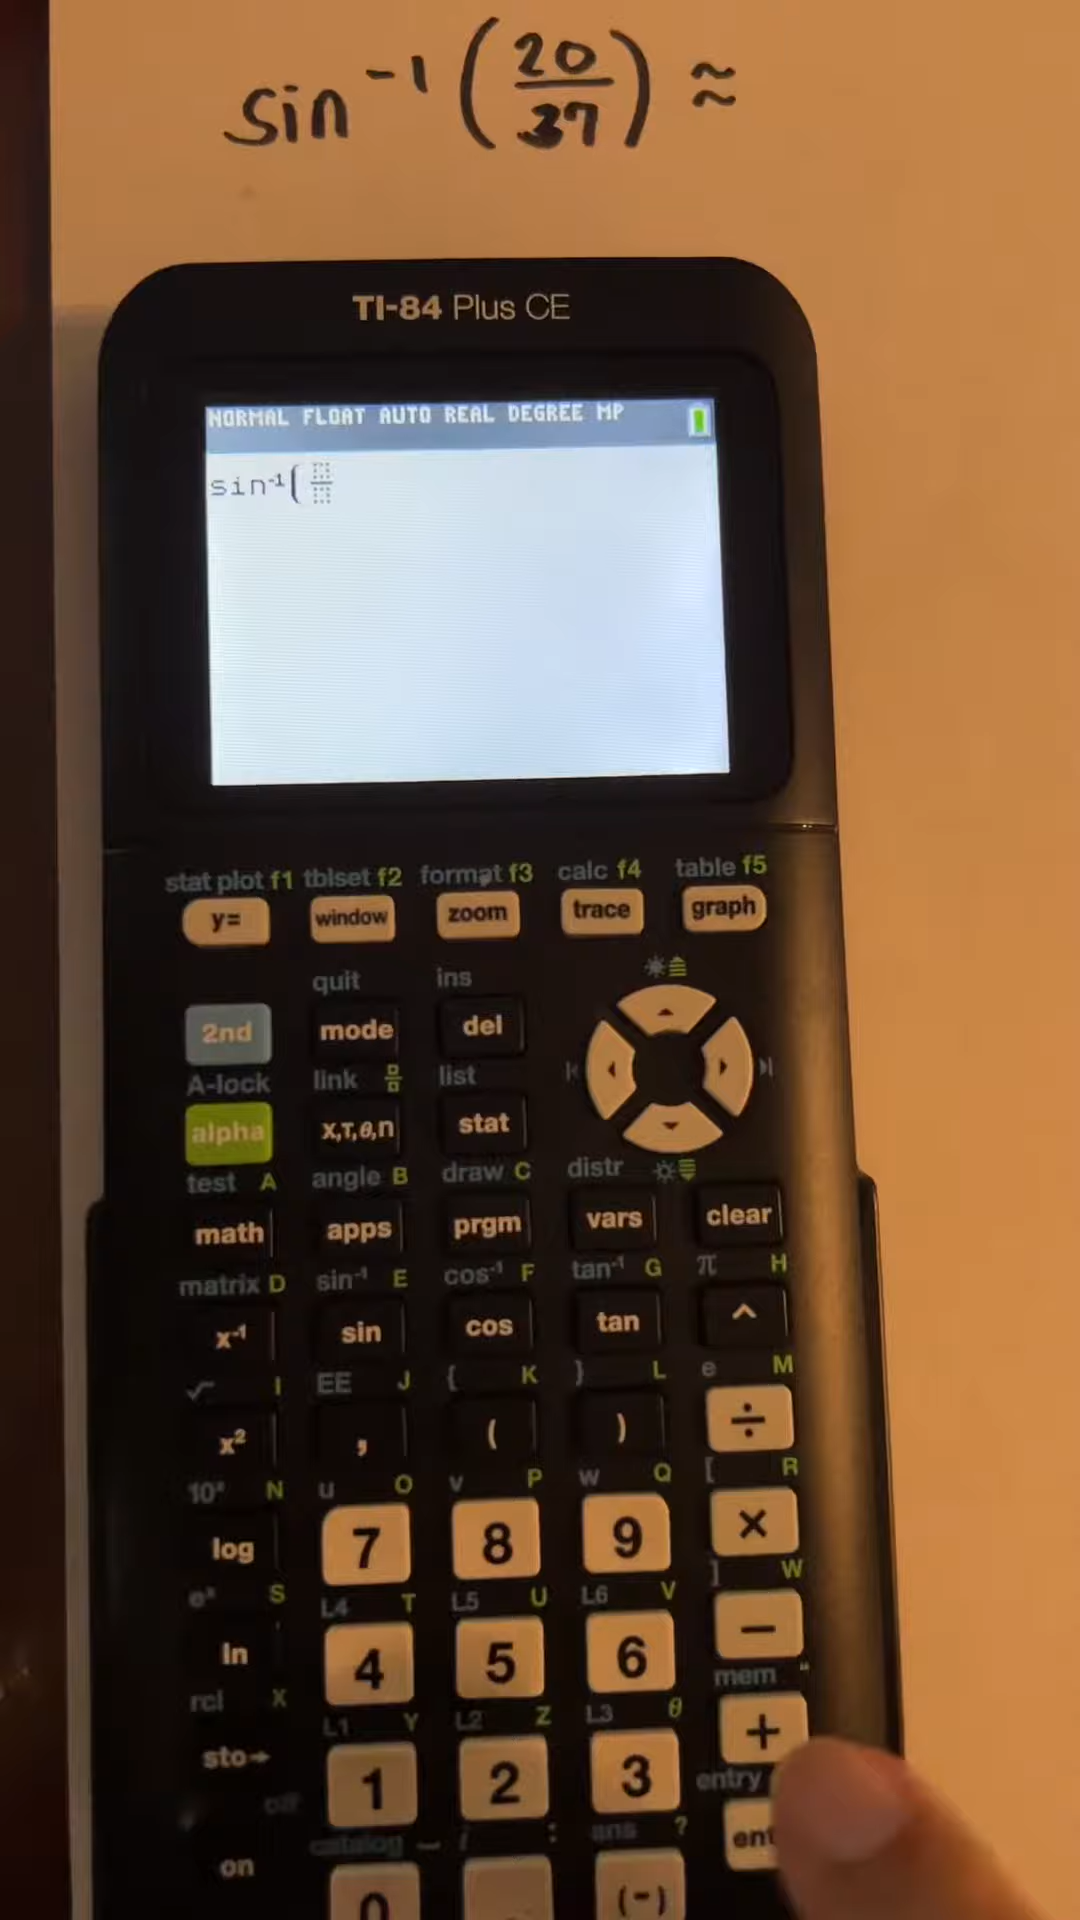 sin⁻¹(20/37) ≈
TI-84 Plus CE
NORMAL FLOAT AUTO REAL DEGREE MP
sin⁻¹(
stat plot f1 tblset f2 format f3 calc f4 table f5
y= window zoom trace graph
quit ins
2nd mode del
A-lock link list
alpha X,T,θ,n stat
test A angle B draw C distr
math apps prgm vars clear
matrix D sin⁻¹ E cos⁻¹ F tan⁻¹ G π H
x⁻¹ sin cos tan ^
√ I EE J { K } L e M
x² , ( ) ÷
10ˣ N u O v P w Q [ R
log 7 8 9 ×
eˣ S L4 T L5 U L6 V ] W
ln 4 5 6 −
rcl X L1 Y L2 Z L3 θ mem "
sto→ 1 2 3 +
off catalog _ i : ans ? entry
on 0 . (-) ent